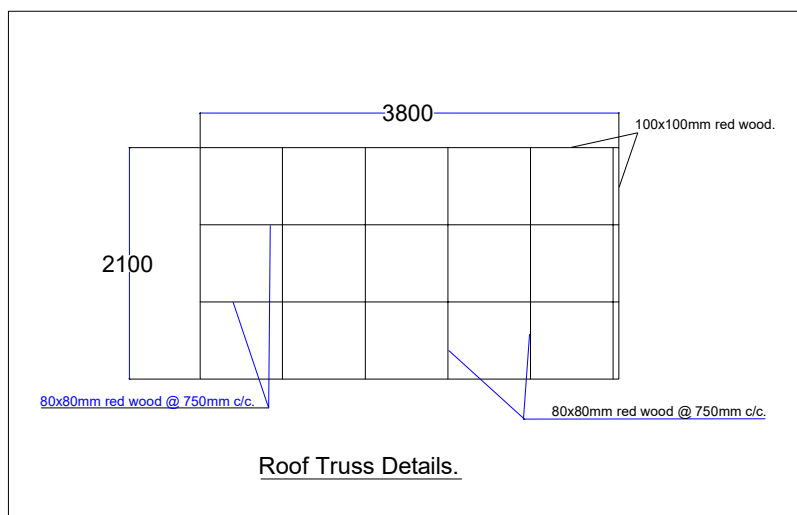 3800
100x100mm red wood.
2100
80x80mm red wood @ 750mm c/c.
80x80mm red wood @ 750mm c/c.
Roof Truss Details.